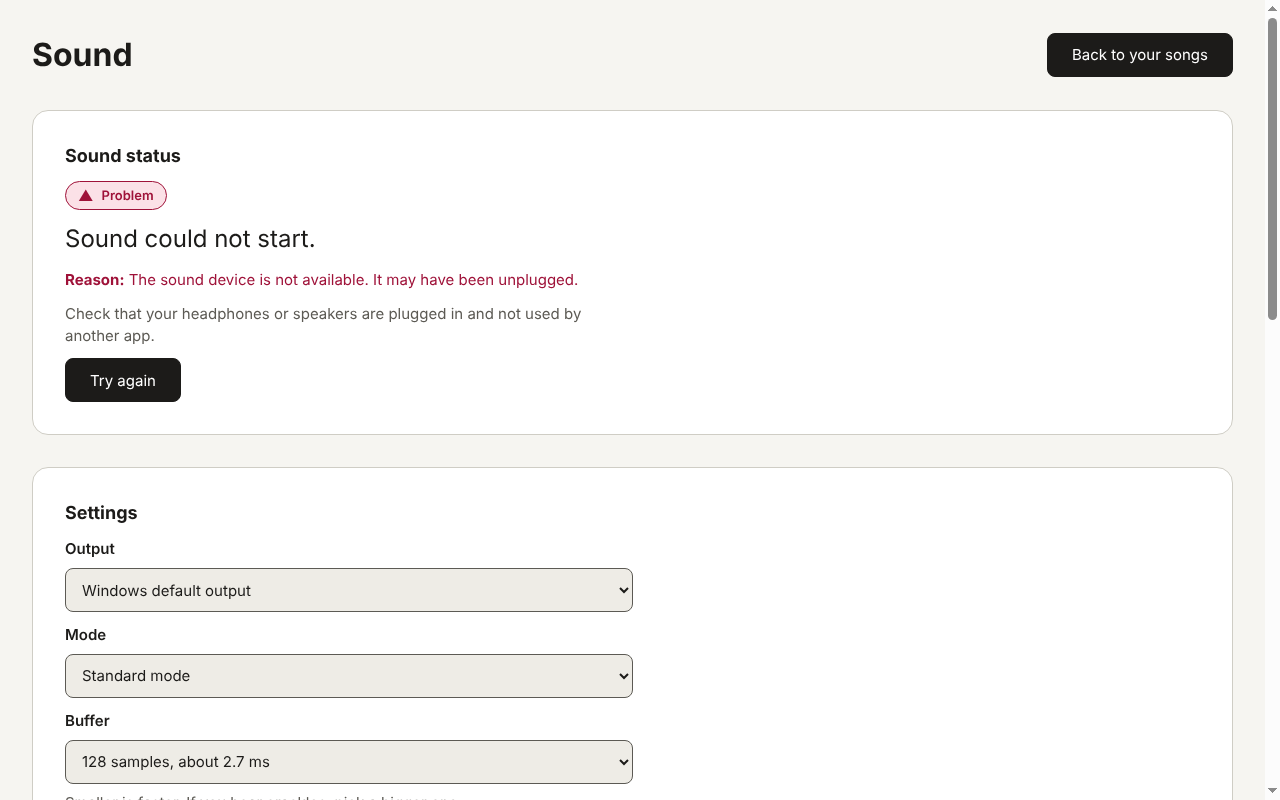 Sound
Back to your songs
Sound status
Problem
Sound could not start.
Reason: The sound device is not available. It may have been unplugged.
Check that your headphones or speakers are plugged in and not used by
another app.
Try again
Settings
Output
Windows default output
Mode
Standard mode
Buffer
128 samples, about 2.7 ms